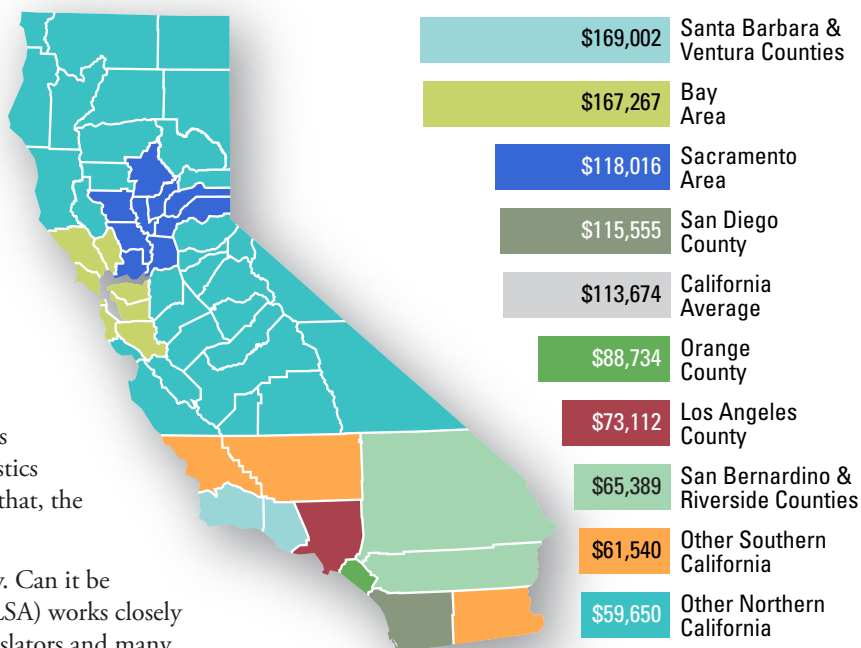 $169,002 Santa Barbara &
Ventura Counties
$167,267 Bay
Area
$118,016 Sacramento
Area
$115,555 San Diego
County
$113,674 California
Average
$88,734 Orange
County
$73,112 Los Angeles
County
$65,389 San Bernardino &
Riverside Counties
$61,540 Other Southern
California
$59,650 Other Northern
California
that, the
Can it be
works closely
and many